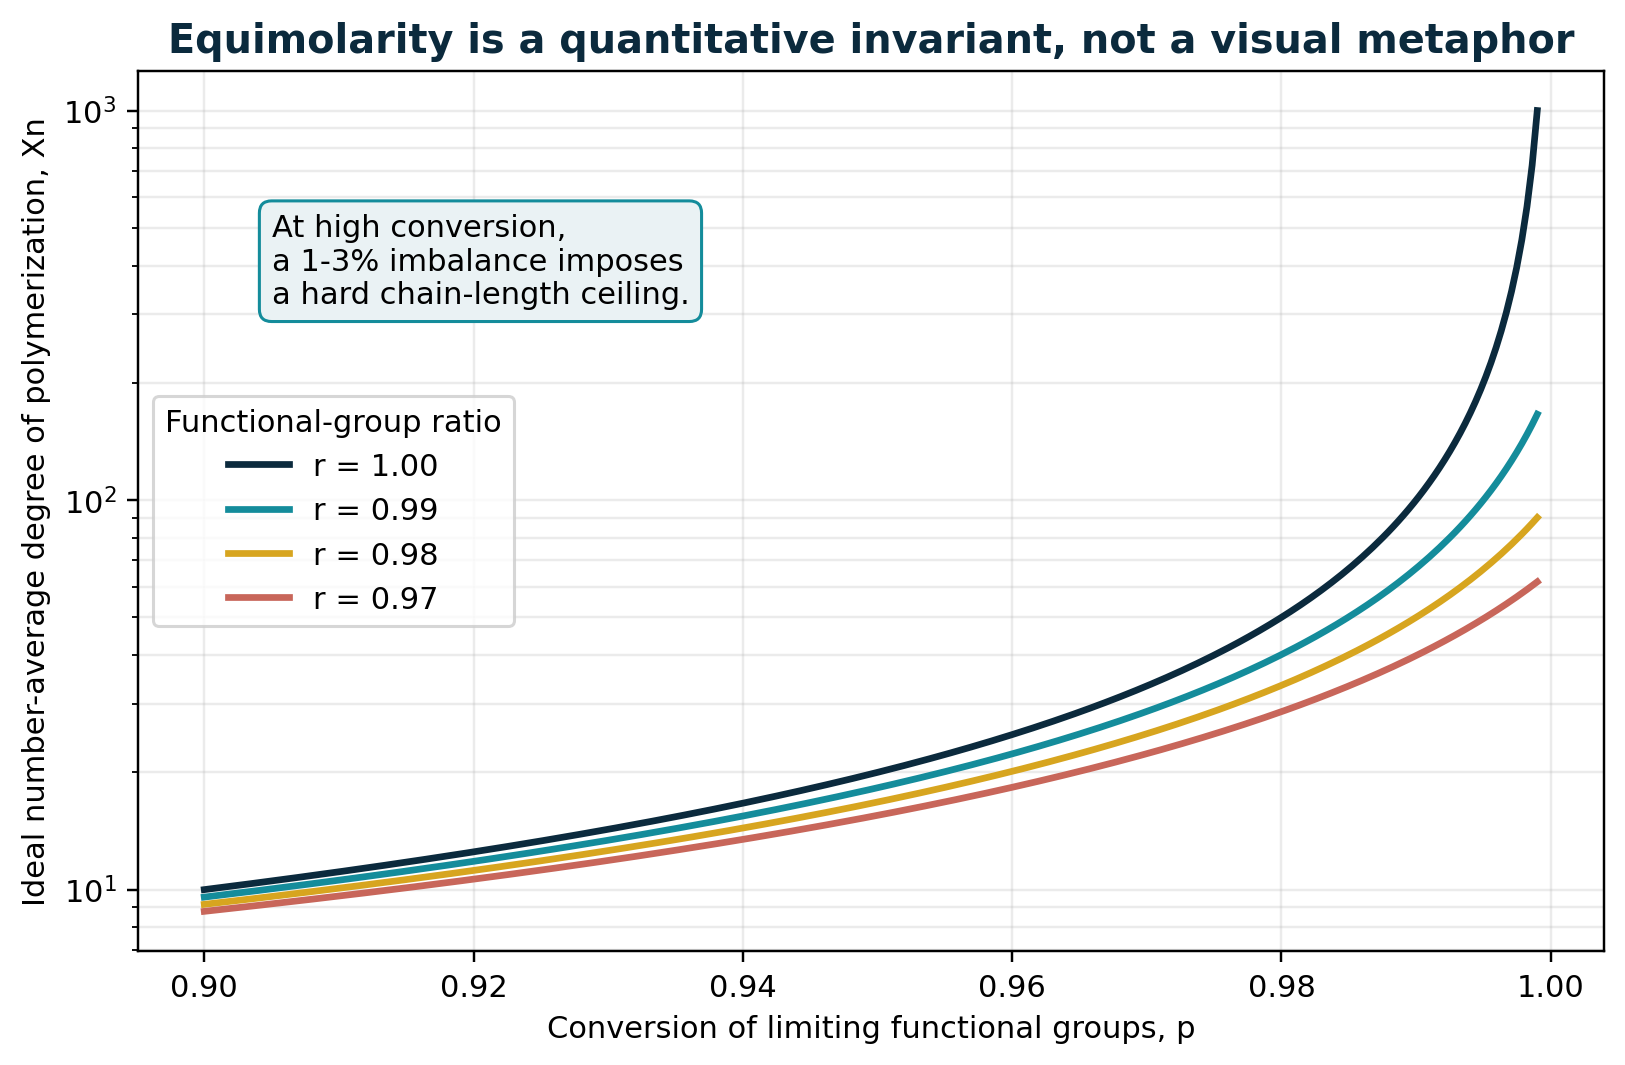 Equimolarity is a quantitative invariant, not a visual metaphor
Ideal number-average degree of polymerization, Xn
10³
10²
10¹
At high conversion,
a 1-3% imbalance imposes
a hard chain-length ceiling.
Functional-group ratio
r = 1.00
r = 0.99
r = 0.98
r = 0.97
0.90 0.92 0.94 0.96 0.98 1.00
Conversion of limiting functional groups, p